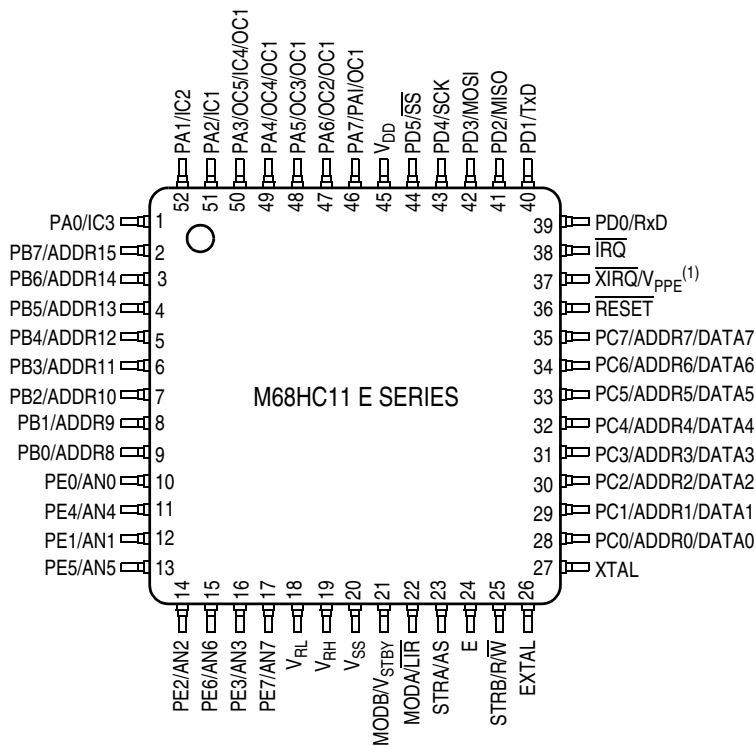 PA1/IC2
PA2/IC1
PA3/OC5/IC4/OC1
PA4/OC4/OC1
PA5/OC3/OC1
PA6/OC2/OC1
PA7/PAI/OC1
VDD
PD5/S̅S̅
PD4/SCK
PD3/MOSI
PD2/MISO
PD1/TxD
52
51
50
49
48
47
46
45
44
43
42
41
40
PA0/IC3 1
PB7/ADDR15 2
PB6/ADDR14 3
PB5/ADDR13 4
PB4/ADDR12 5
PB3/ADDR11 6
PB2/ADDR10 7
PB1/ADDR9 8
PB0/ADDR8 9
PE0/AN0 10
PE4/AN4 11
PE1/AN1 12
PE5/AN5 13
M68HC11 E SERIES
39 PD0/RxD
38 I̅R̅Q̅
37 X̅I̅R̅Q̅/VPPE(1)
36 R̅E̅S̅E̅T̅
35 PC7/ADDR7/DATA7
34 PC6/ADDR6/DATA6
33 PC5/ADDR5/DATA5
32 PC4/ADDR4/DATA4
31 PC3/ADDR3/DATA3
30 PC2/ADDR2/DATA2
29 PC1/ADDR1/DATA1
28 PC0/ADDR0/DATA0
27 XTAL
14
15
16
17
18
19
20
21
22
23
24
25
26
PE2/AN2
PE6/AN6
PE3/AN3
PE7/AN7
VRL
VRH
VSS
MODB/VSTBY
MODA/L̅I̅R̅
STRA/AS
E
STRB/R/W̅
EXTAL